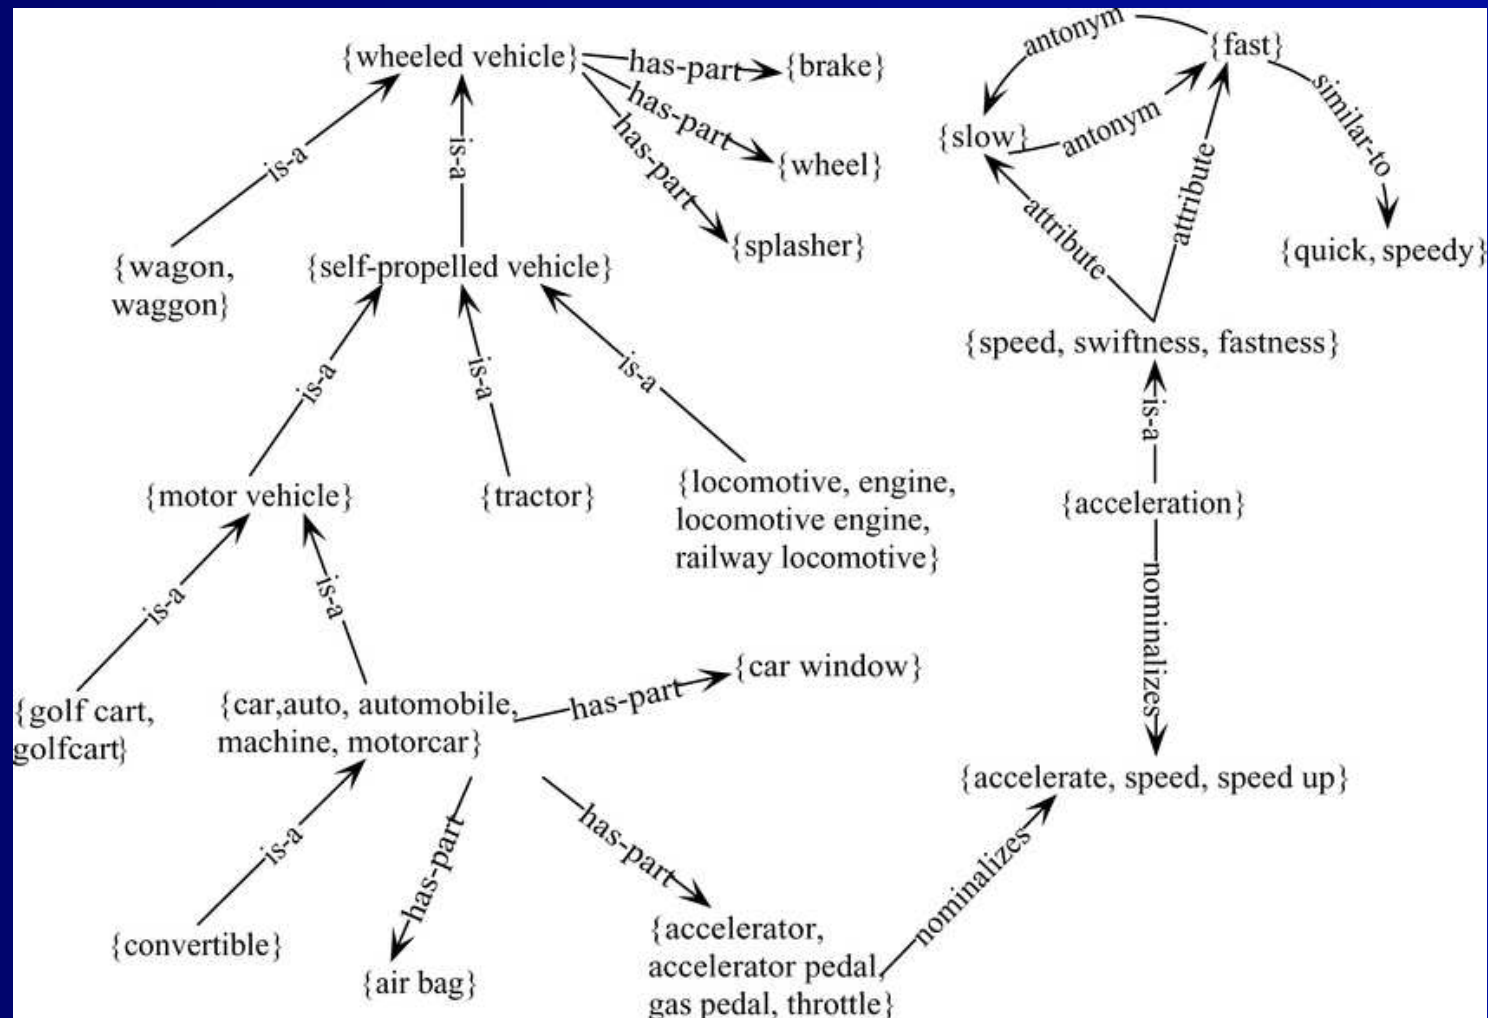 antonym
{fast}
{wheeled vehicle}
has-part
{brake}
similar-to
has-part
{slow}
antonym
is-a
is-a
has-part
{wheel}
attribute
attribute
{splasher}
{quick, speedy}
{wagon,
waggon}
{self-propelled vehicle}
{speed, swiftness, fastness}
is-a
is-a
is-a
is-a
{motor vehicle}
{tractor}
{locomotive, engine,
locomotive engine,
railway locomotive}
{acceleration}
is-a
is-a
nominalizes
{car window}
has-part
{golf cart,
golfcart}
{car,auto, automobile,
machine, motorcar}
{accelerate, speed, speed up}
is-a
has-part
has-part
nominalizes
{convertible}
{air bag}
{accelerator,
accelerator pedal,
gas pedal, throttle}